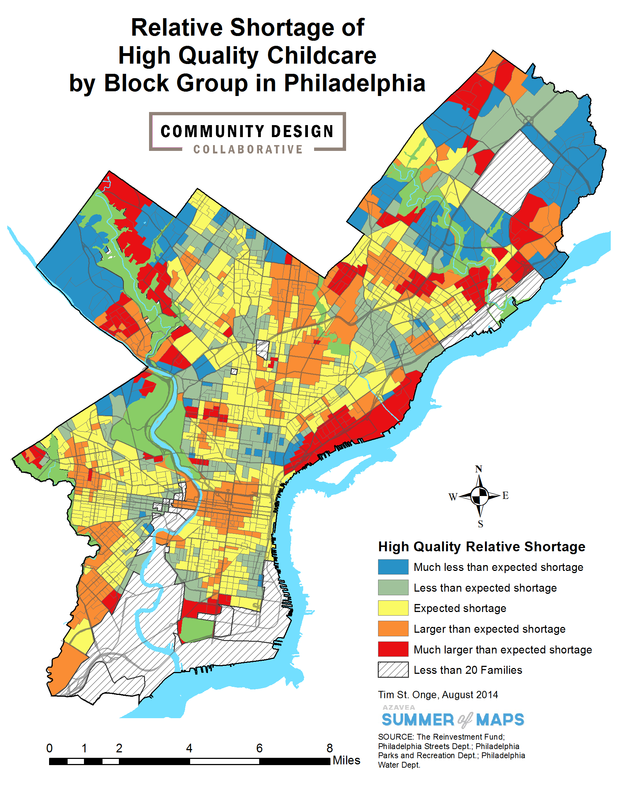 Relative Shortage of
High Quality Childcare
by Block Group in Philadelphia
COMMUNITY DESIGN
COLLABORATIVE
N
W
E
S
High Quality Relative Shortage
Much less than expected shortage
Less than expected shortage
Expected shortage
Larger than expected shortage
Much larger than expected shortage
Less than 20 Families
Tim St. Onge, August 2014
AZAVEA
SUMMER of MAPS
SOURCE: The Reinvestment Fund;
Philadelphia Streets Dept.; Philadelphia
Parks and Recreation Dept.; Philadelphia
Water Dept.
0 1 2 4 6 8
Miles